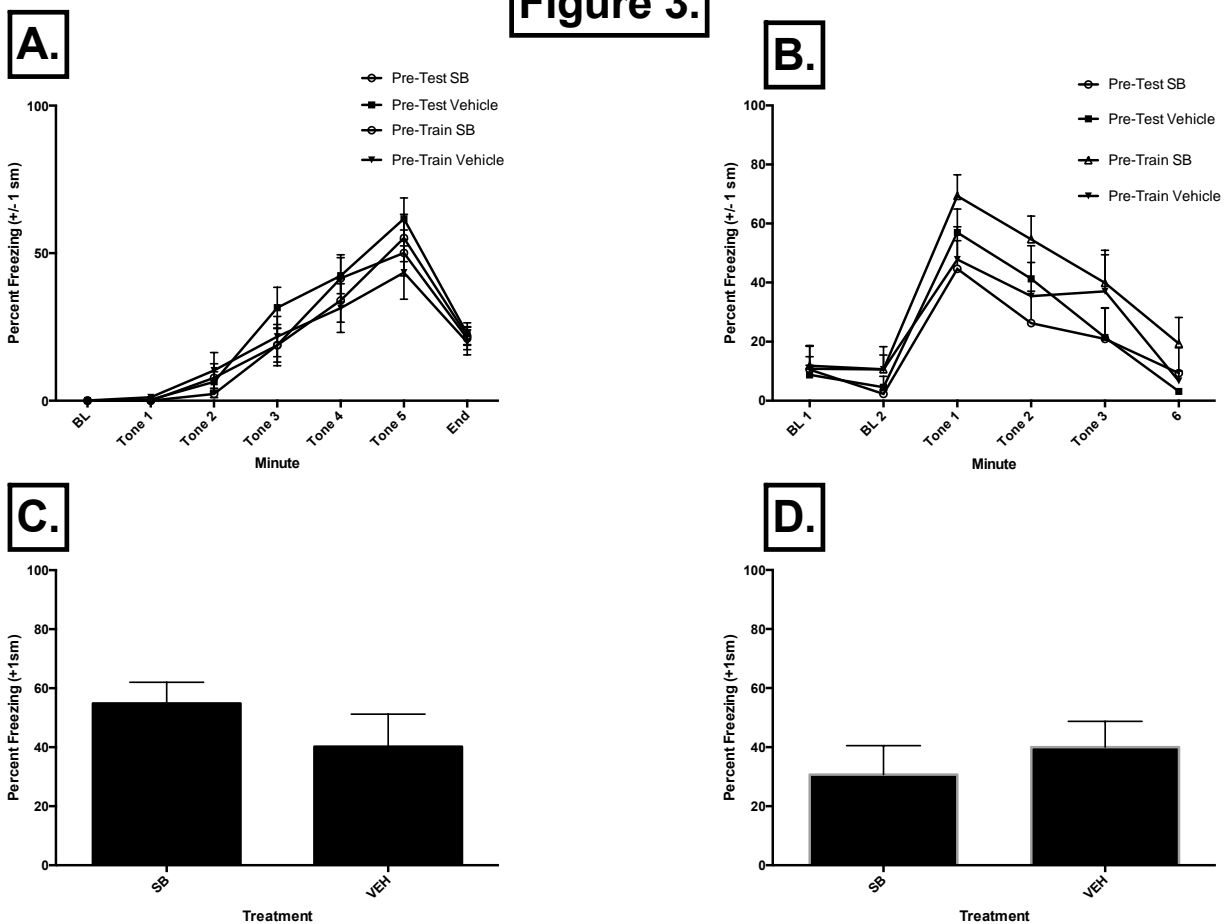 Figure 3.
A.
Pre-Test SB
Pre-Test Vehicle
Pre-Train SB
Pre-Train Vehicle
Percent Freezing (+/- 1 sm)
100
50
0
BL
Tone 1
Tone 2
Tone 3
Tone 4
Tone 5
End
Minute
B.
Pre-Test SB
Pre-Test Vehicle
Pre-Train SB
Pre-Train Vehicle
Percent Freezing (+/- 1 sm)
100
80
60
40
20
0
BL 1
BL 2
Tone 1
Tone 2
Tone 3
6
Minute
C.
Percent Freezing (+1sm)
100
80
60
40
20
0
SB
VEH
Treatment
D.
Percent Freezing (+1sm)
100
80
60
40
20
0
SB
VEH
Treatment